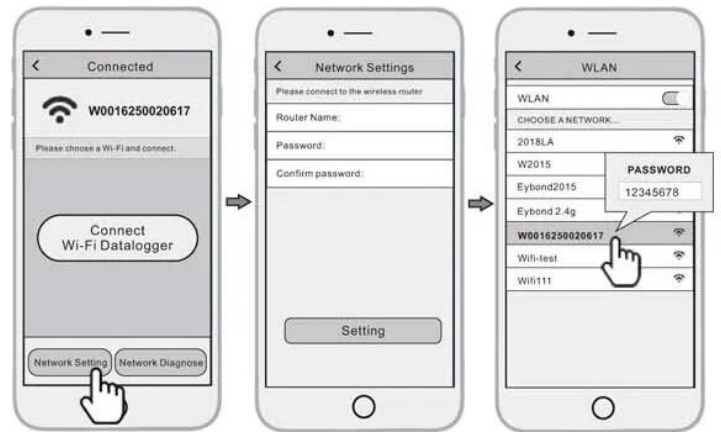 Connected
W0016250020617
Please choose a Wi-Fi and connect.
Connect
Wi-Fi Datalogger
Network Setting
Network Diagnose
Network Settings
Please connect to the wireless router
Router Name:
Password:
Confirm password:
Setting
WLAN
WLAN
CHOOSE A NETWORK...
2018LA
W2015
PASSWORD
12345678
Eybond2015
Eybond 2.4g
W0016250020617
Wifi-test
Wifi111